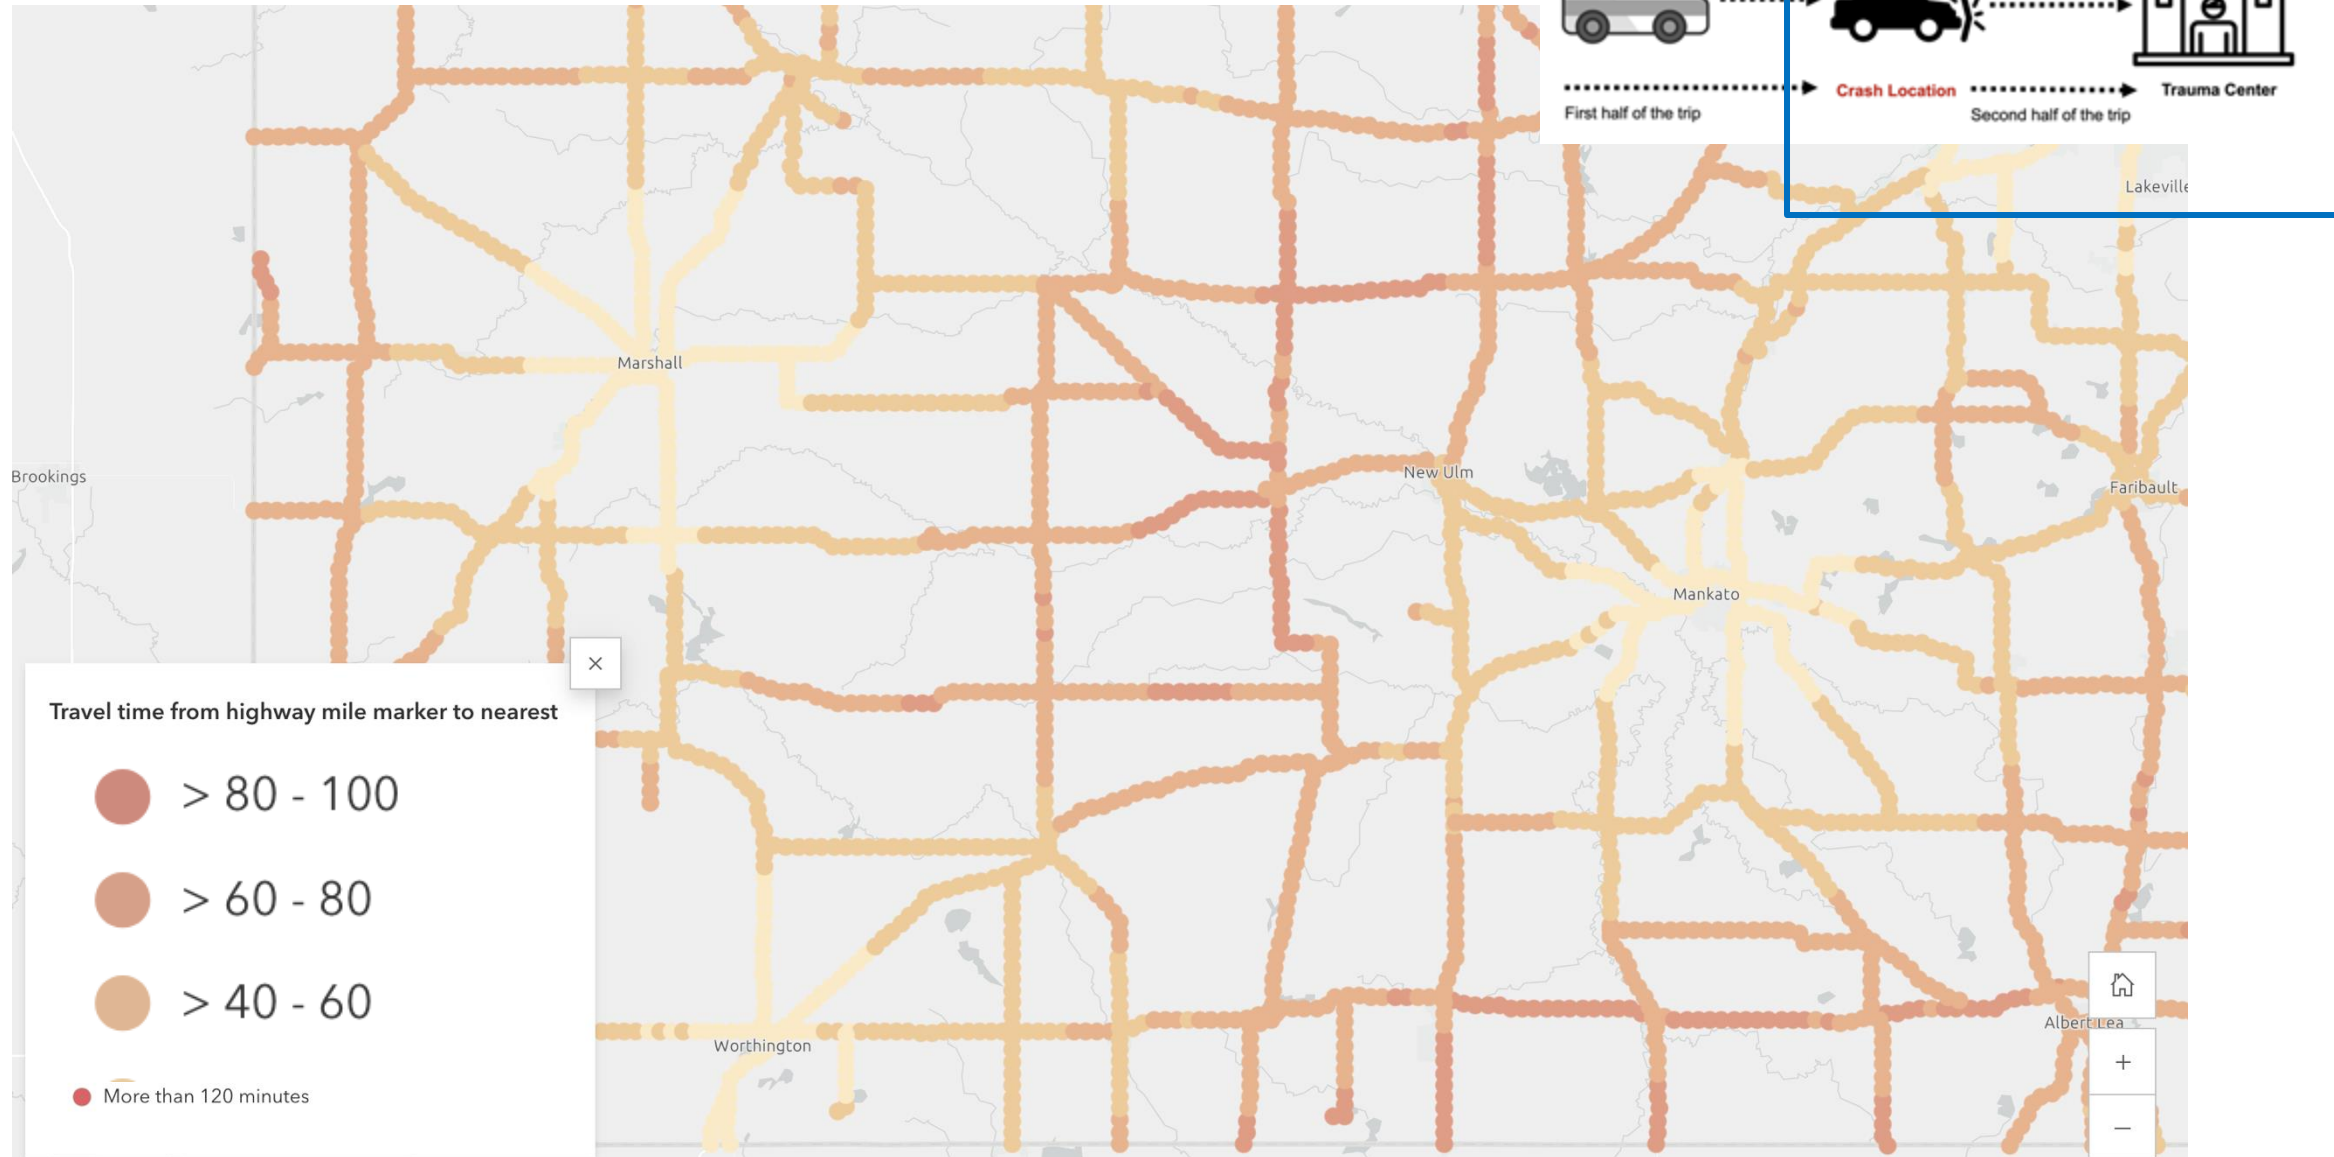 Crash Location
Trauma Center
First half of the trip
Second half of the trip
Lakeville
Marshall
Brookings
New Ulm
Faribault
Mankato
Travel time from highway mile marker to nearest
> 80 - 100
> 60 - 80
> 40 - 60
More than 120 minutes
Worthington
Albert Lea